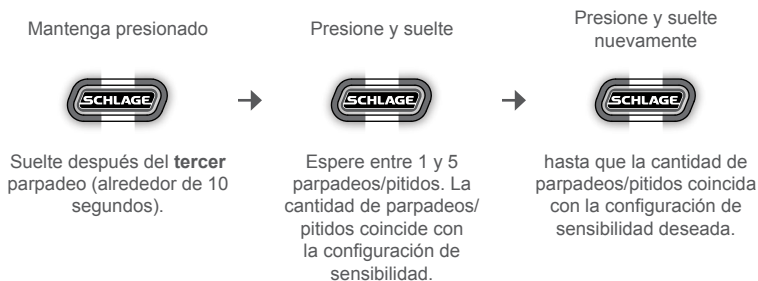 Mantenga presionado
SCHLAGE
Suelte después del tercer
parpadeo (alrededor de 10
segundos).
Presione y suelte
SCHLAGE
Espere entre 1 y 5
parpadeos/pitidos. La
cantidad de parpadeos/
pitidos coincide con
la configuración de
sensibilidad.
Presione y suelte
nuevamente
SCHLAGE
hasta que la cantidad de
parpadeos/pitidos coincida
con la configuración de
sensibilidad deseada.